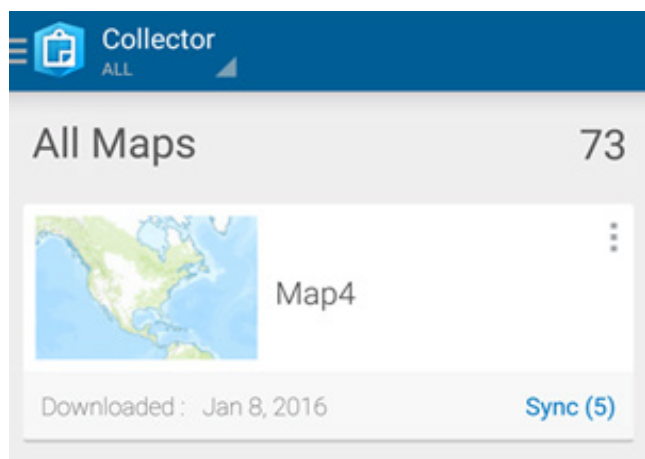 Collector
ALL
All Maps 73
Map4
Downloaded : Jan 8, 2016 Sync (5)